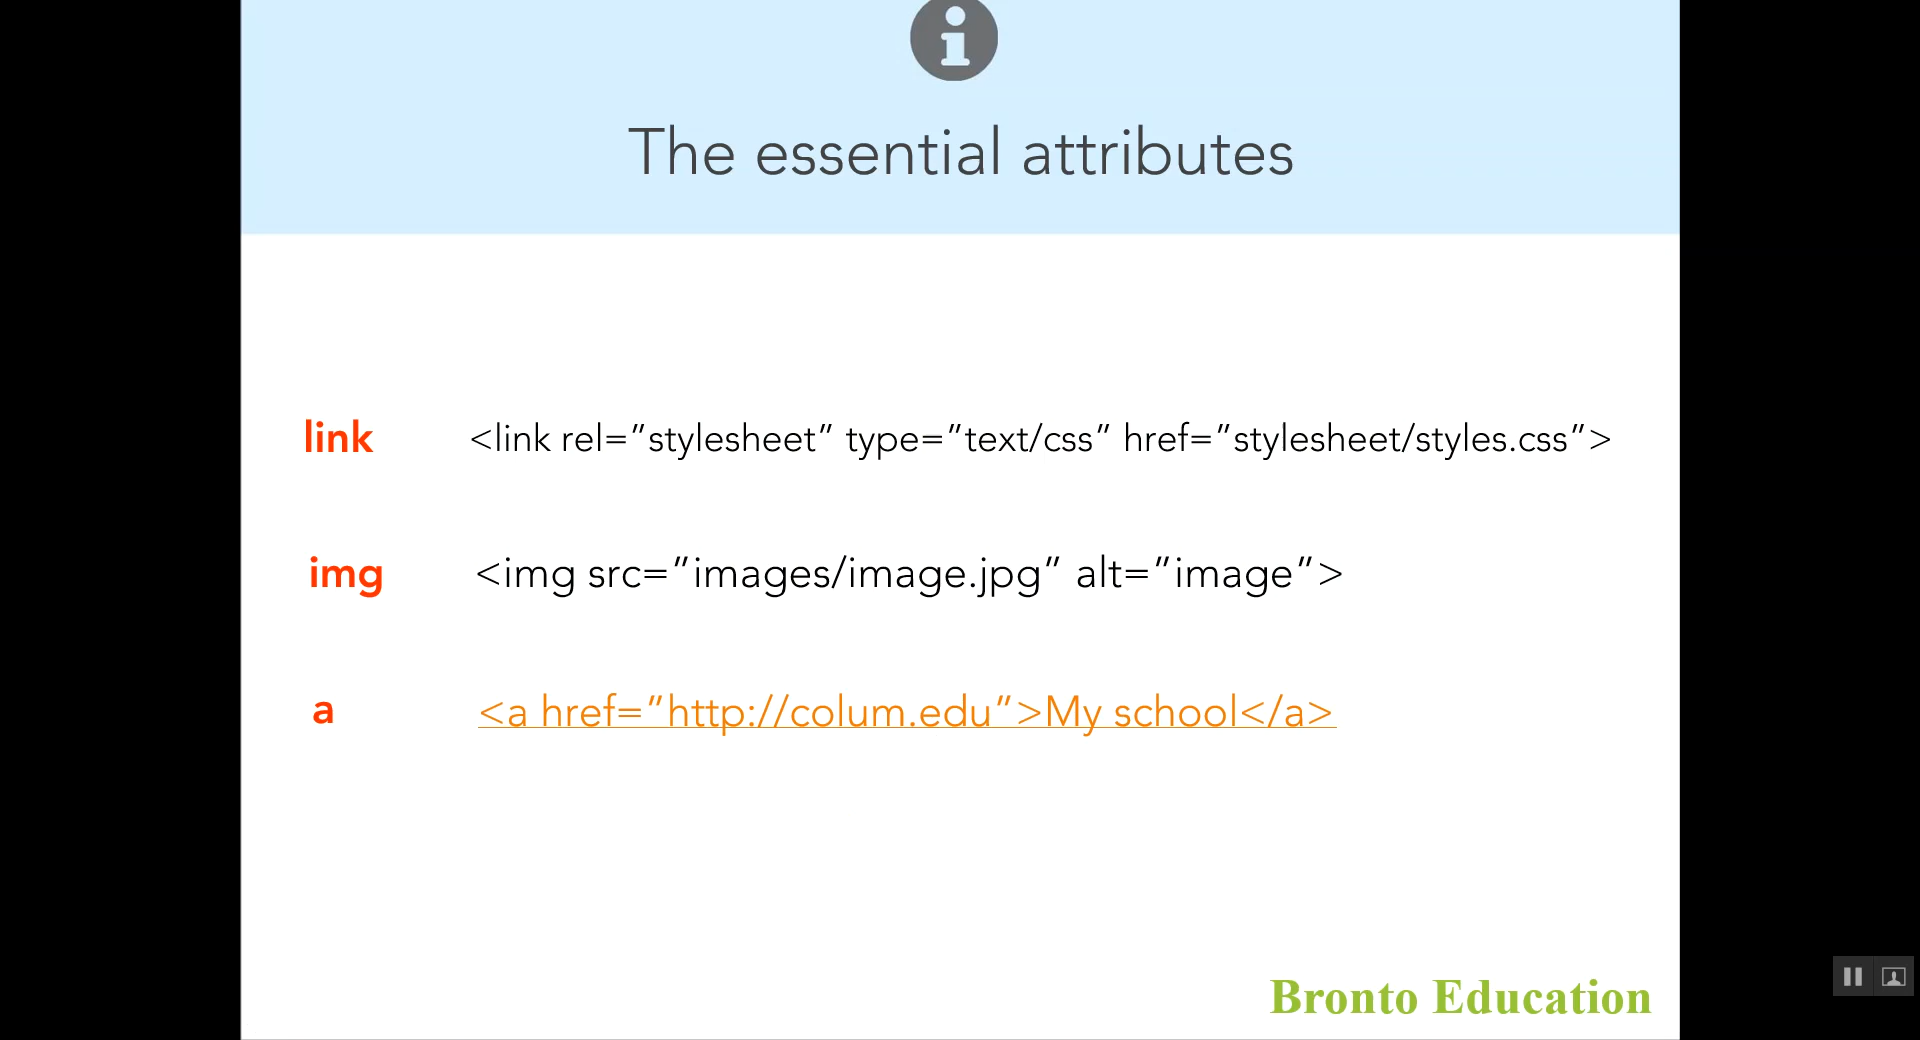 The essential attributes
link <link rel=”stylesheet” type=”text/css” href=”stylesheet/styles.css”>
img <img src=”images/image.jpg” alt=”image”>
a <a href=”http://colum.edu”>My school</a>
Bronto Education